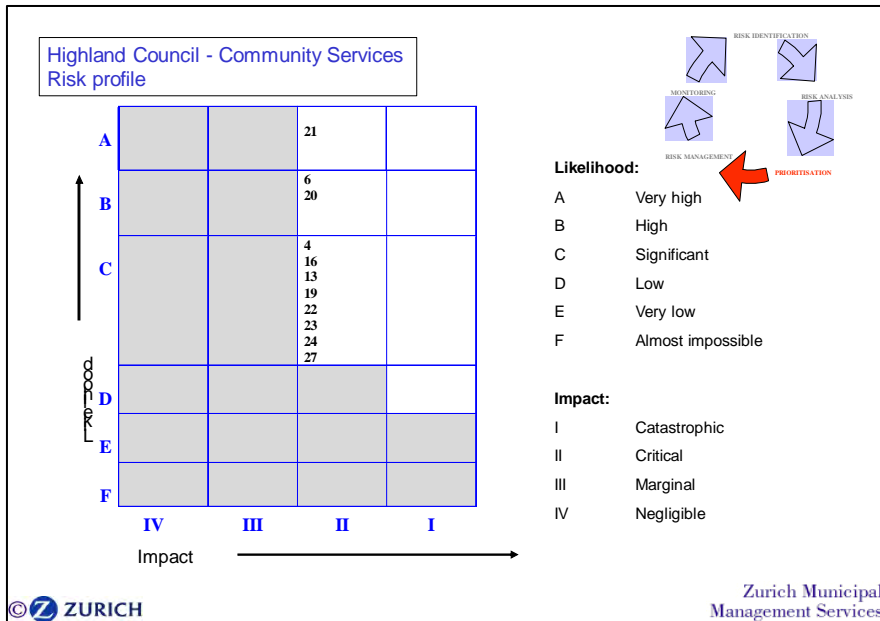 Highland Council - Community Services
Risk profile
RISK IDENTIFICATION
MONITORING
RISK ANALYSIS
RISK MANAGEMENT
PRIORITISATION
A
21
B
6
20
C
4
16
13
19
22
23
24
27
D
E
F
Likelihood
IV
III
II
I
Impact
Likelihood:
A Very high
B High
C Significant
D Low
E Very low
F Almost impossible
Impact:
I Catastrophic
II Critical
III Marginal
IV Negligible
© Z ZURICH
Zurich Municipal
Management Services